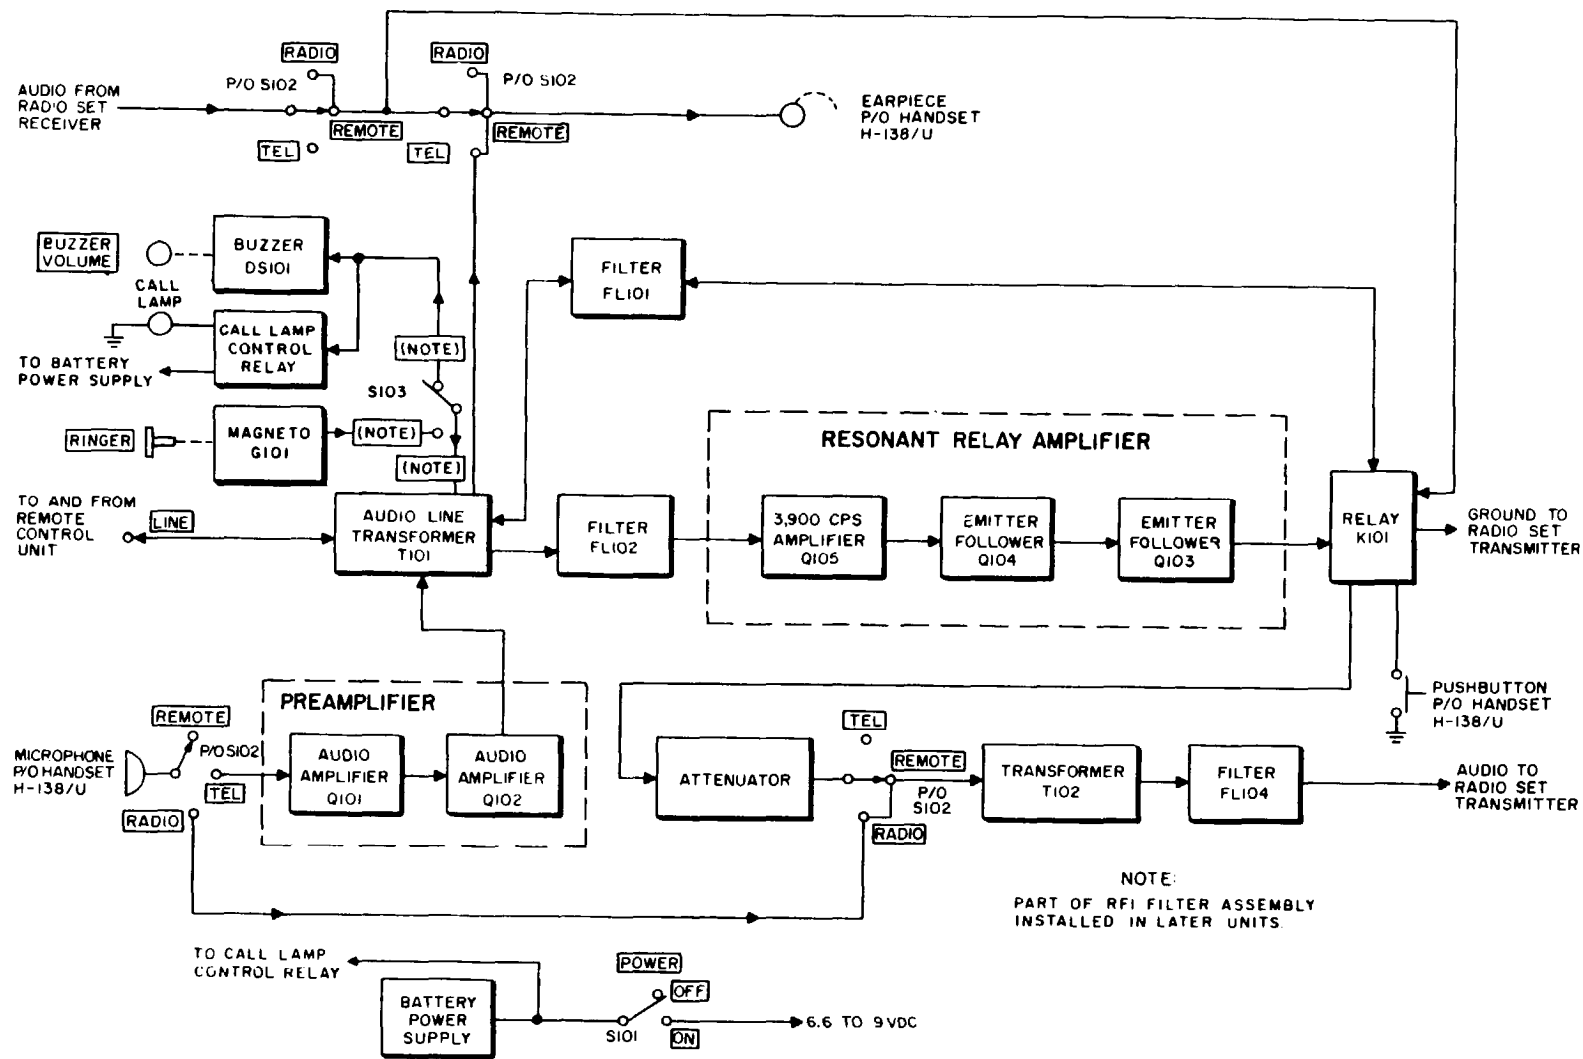 RADIO
P/O S102
AUDIO FROM
RADIO SET
RECEIVER
REMOTE
TEL
RADIO
P/O S102
REMOTE
TEL
EARPIECE
P/O HANDSET
H-138/U
BUZZER
VOLUME
BUZZER
DS101
CALL
LAMP
CALL LAMP
CONTROL
RELAY
TO BATTERY
POWER SUPPLY
(NOTE)
S103
FILTER
FL101
RINGER
MAGNETO
G101
(NOTE)
(NOTE)
RESONANT RELAY AMPLIFIER
TO AND FROM
REMOTE
CONTROL
UNIT
LINE
AUDIO LINE
TRANSFORMER
T101
FILTER
FL102
3,900 CPS
AMPLIFIER
Q105
EMITTER
FOLLOWER
Q104
EMITTER
FOLLOWER
Q103
RELAY
K101
GROUND TO
RADIO SET
TRANSMITTER
PUSHBUTTON
P/O HANDSET
H-138/U
PREAMPLIFIER
REMOTE
P/O S102
MICROPHONE
P/O HANDSET
H-138/U
TEL
RADIO
AUDIO
AMPLIFIER
Q101
AUDIO
AMPLIFIER
Q102
ATTENUATOR
TEL
REMOTE
P/O
S102
RADIO
TRANSFORMER
T102
FILTER
FL104
AUDIO TO
RADIO SET
TRANSMITTER
NOTE:
PART OF RFI FILTER ASSEMBLY
INSTALLED IN LATER UNITS.
TO CALL LAMP
CONTROL RELAY
BATTERY
POWER
SUPPLY
POWER
OFF
S101
ON
6.6 TO 9 VDC